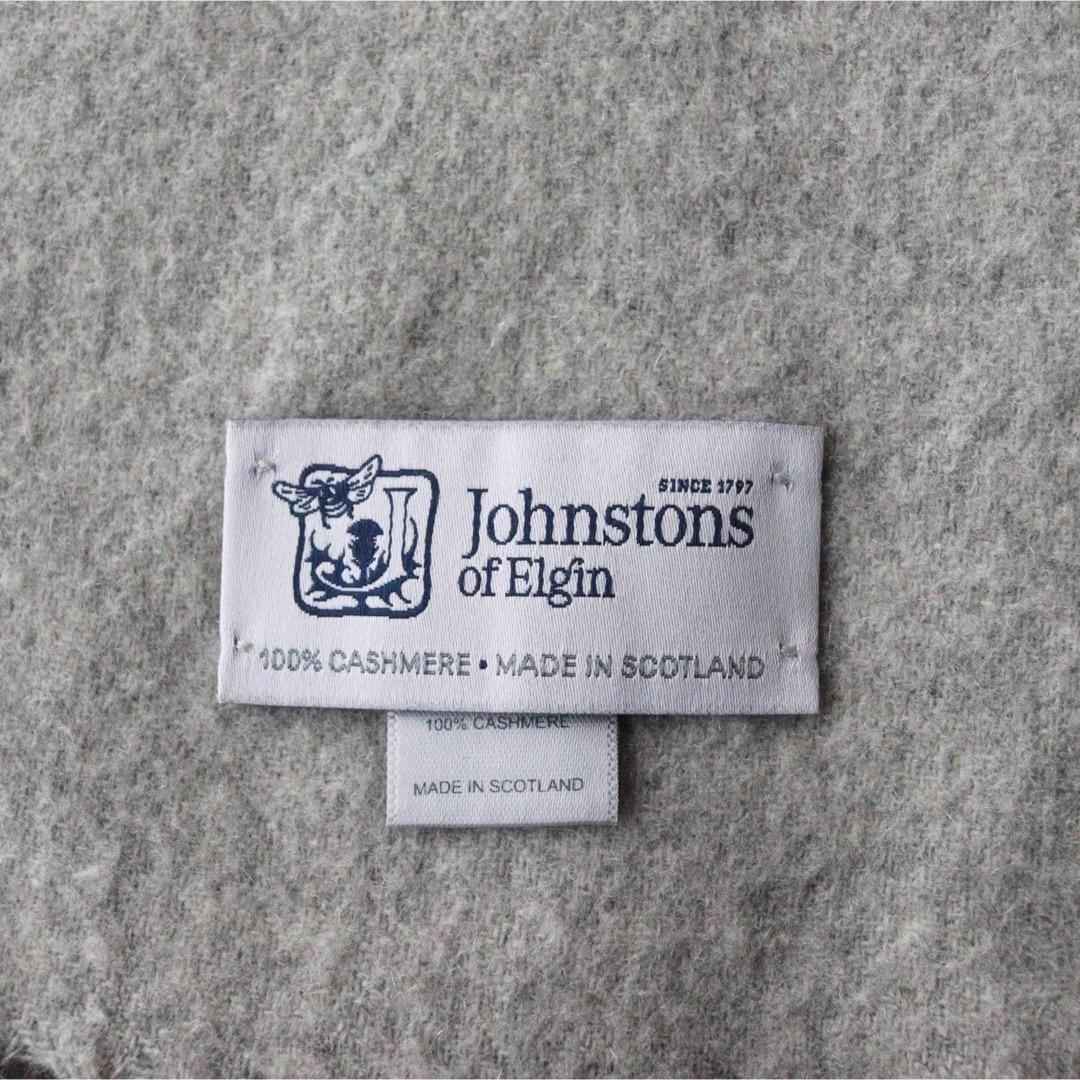 SINCE 1797
Johnstons
of Elgin
100% CASHMERE • MADE IN SCOTLAND
100% CASHMERE
MADE IN SCOTLAND